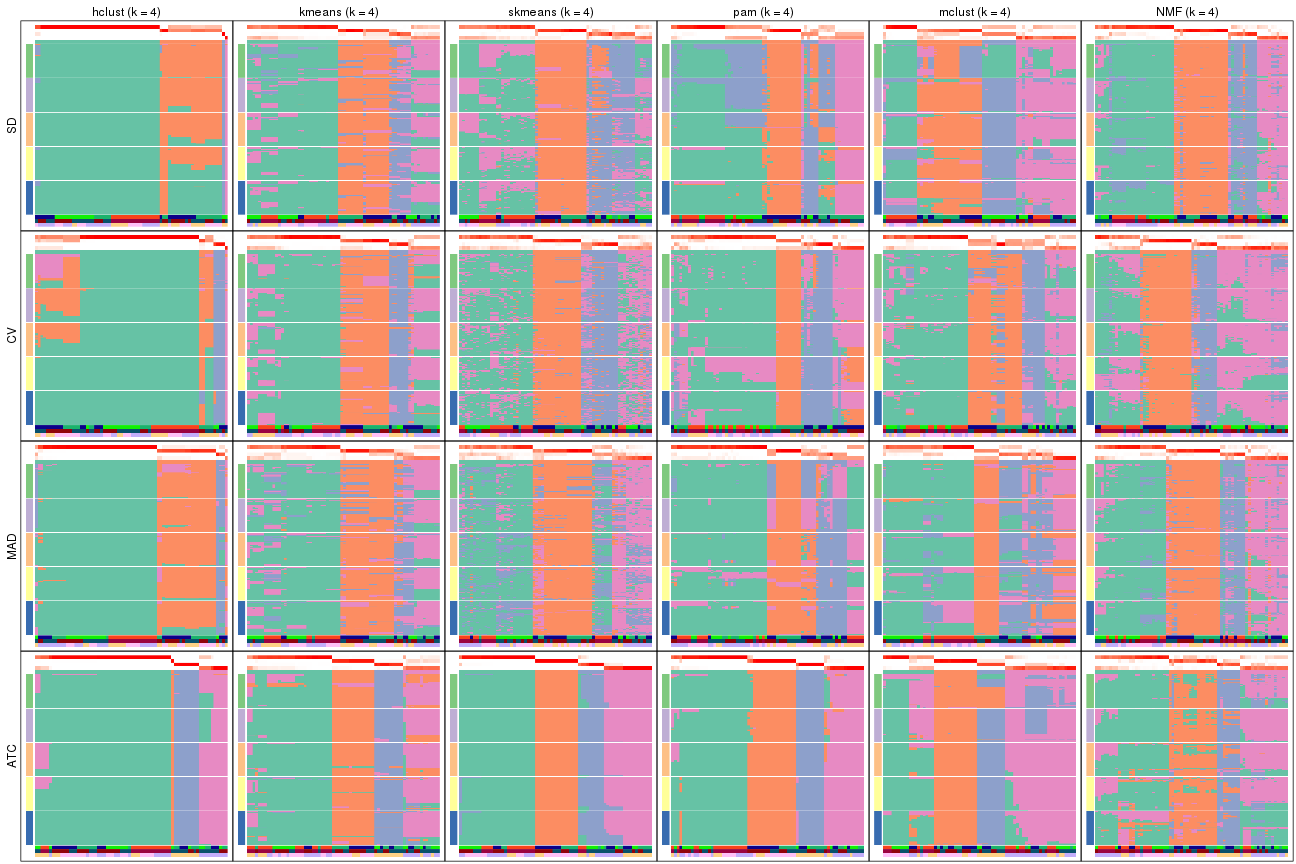 hclust (k = 4)
kmeans (k = 4)
skmeans (k = 4)
pam (k = 4)
mclust (k = 4)
NMF (k = 4)
SD
CV
MAD
ATC